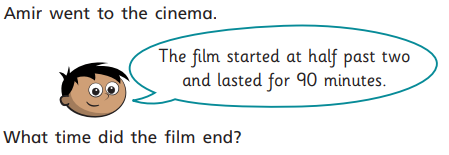 Amir went to the cinema.
The film started at half past two
and lasted for 90 minutes.
What time did the film end?